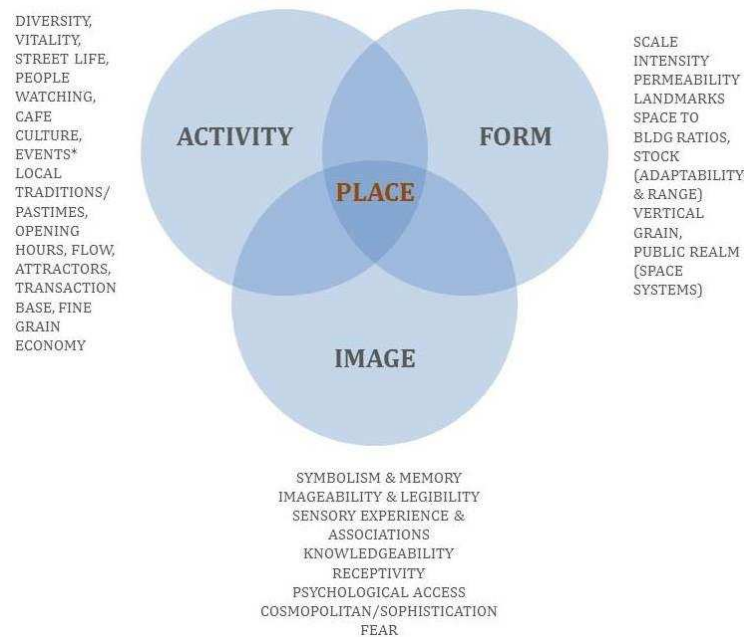 DIVERSITY,
VITALITY,
STREET LIFE,
PEOPLE
WATCHING,
CAFE
CULTURE,
EVENTS*
LOCAL
TRADITIONS/
PASTIMES,
OPENING
HOURS, FLOW,
ATTRACTORS,
TRANSACTION
BASE, FINE
GRAIN
ECONOMY
ACTIVITY
FORM
PLACE
IMAGE
SCALE
INTENSITY
PERMEABILITY
LANDMARKS
SPACE TO
BLDG RATIOS,
STOCK
(ADAPTABILITY
& RANGE)
VERTICAL
GRAIN,
PUBLIC REALM
(SPACE
SYSTEMS)
SYMBOLISM & MEMORY
IMAGEABILITY & LEGIBILITY
SENSORY EXPERIENCE &
ASSOCIATIONS
KNOWLEDGEABILITY
RECEPTIVITY
PSYCHOLOGICAL ACCESS
COSMOPOLITAN/SOPHISTICATION
FEAR